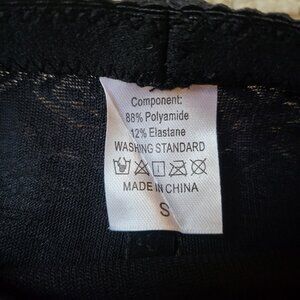 Component:
88% Polyamide
12% Elastane
WASHING STANDARD
MADE IN CHINA
S